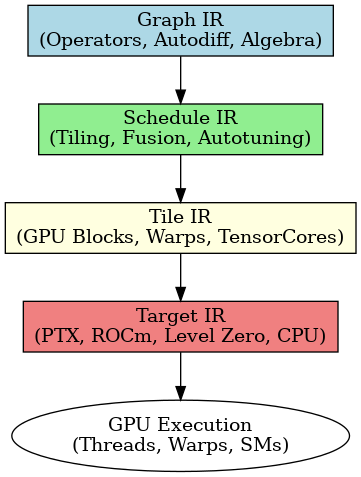 Graph IR
(Operators, Autodiff, Algebra)
Schedule IR
(Tiling, Fusion, Autotuning)
Tile IR
(GPU Blocks, Warps, TensorCores)
Target IR
(PTX, ROCm, Level Zero, CPU)
GPU Execution
(Threads, Warps, SMs)